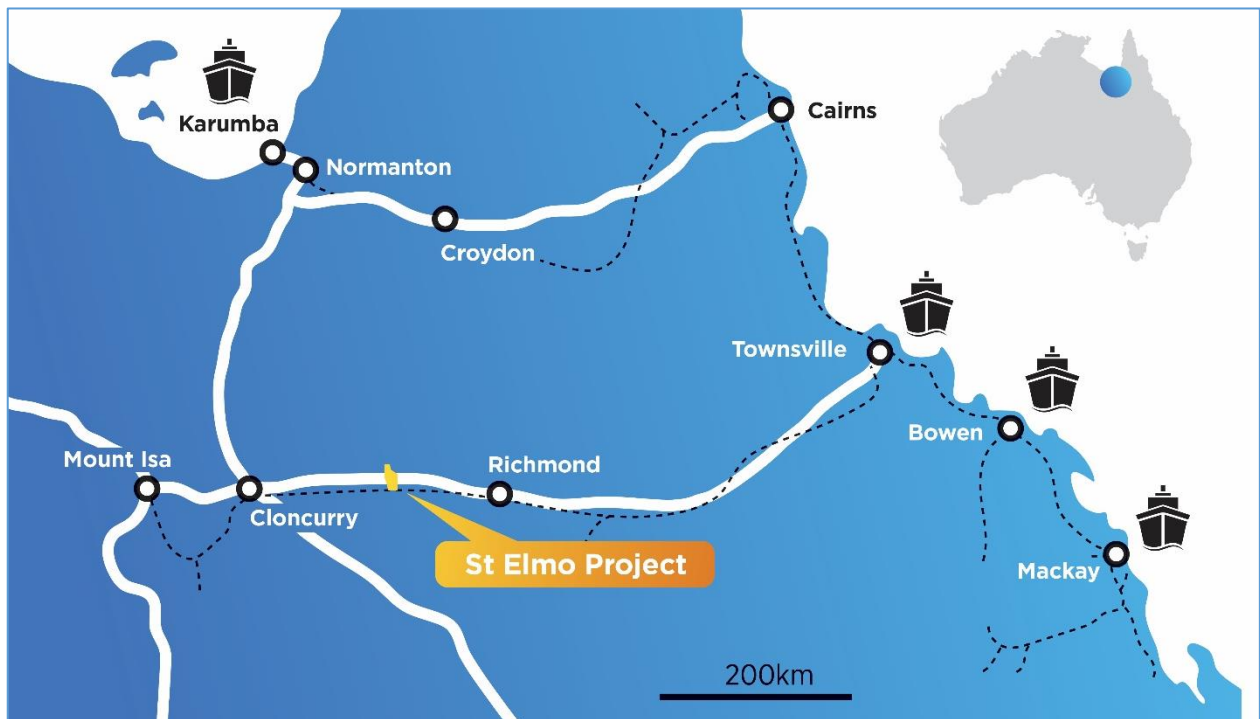 Karumba
Normanton
Croydon
Cairns
Townsville
Bowen
Mackay
Mount Isa
Cloncurry
Richmond
St Elmo Project
200km